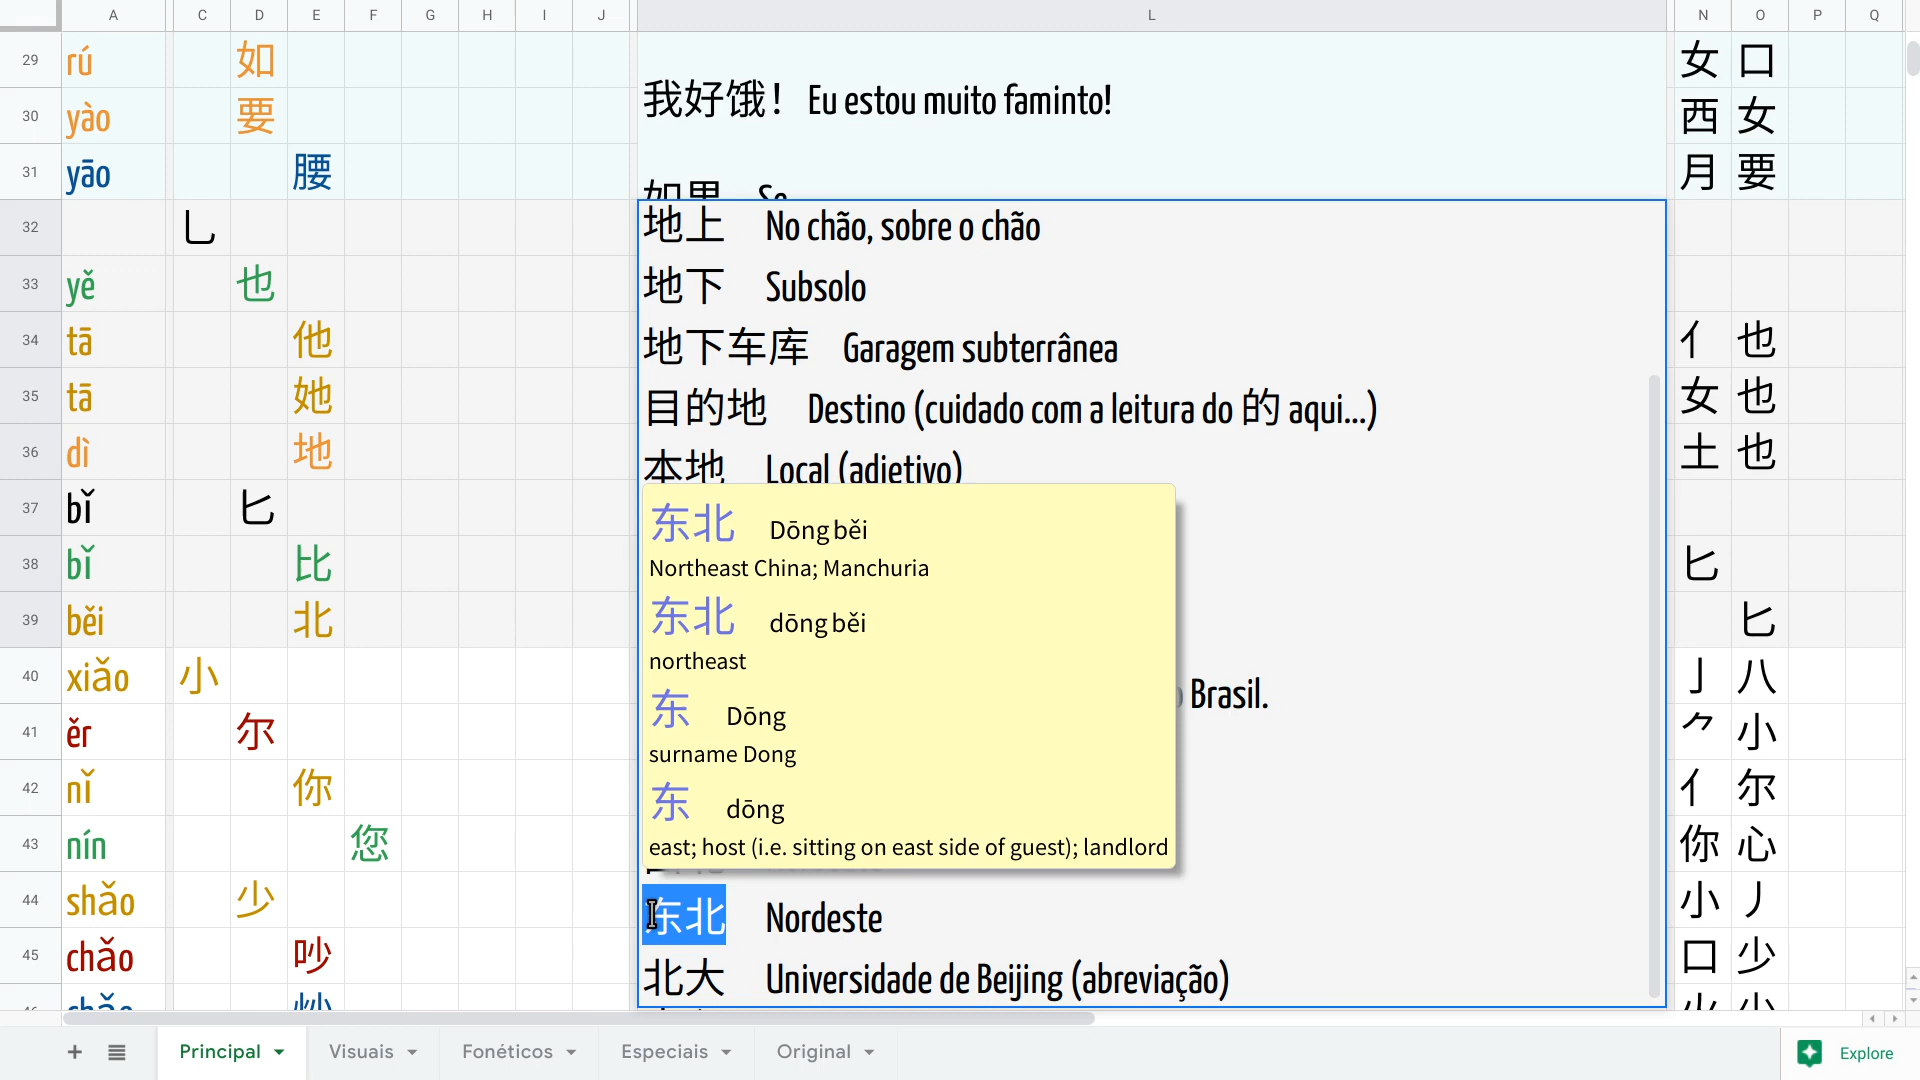 A C D E F G H I J L N O P Q
29 rú 如 女 口
我好饿！ Eu estou muito faminto!
30 yào 要 西 女
31 yāo 腰 月 要
如果 Se
32 乚
地上 No chão, sobre o chão
33 yě 也
地下 Subsolo
34 tā 他 亻 也
地下车库 Garagem subterrânea
35 tā 她 女 也
目的地 Destino (cuidado com a leitura do 的 aqui...)
36 dì 地 土 也
本地 Local (adjetivo)
37 bǐ 匕
东北 Dōng běi
Northeast China; Manchuria
38 bǐ 比 匕
东北 dōng běi
northeast
39 běi 北 匕
东 Dōng
surname Dong
40 xiǎo 小 亅 八
Brasil.
41 ěr 尔 ⺈ 小
东 dōng
east; host (i.e. sitting on east side of guest); landlord
42 nǐ 你 亻 尔
43 nín 您 你 心
44 shǎo 少 小 丿
东北 Nordeste
45 chǎo 吵 口 少
北大 Universidade de Beijing (abreviação)
+ Principal Visuais Fonéticos Especiais Original Explore